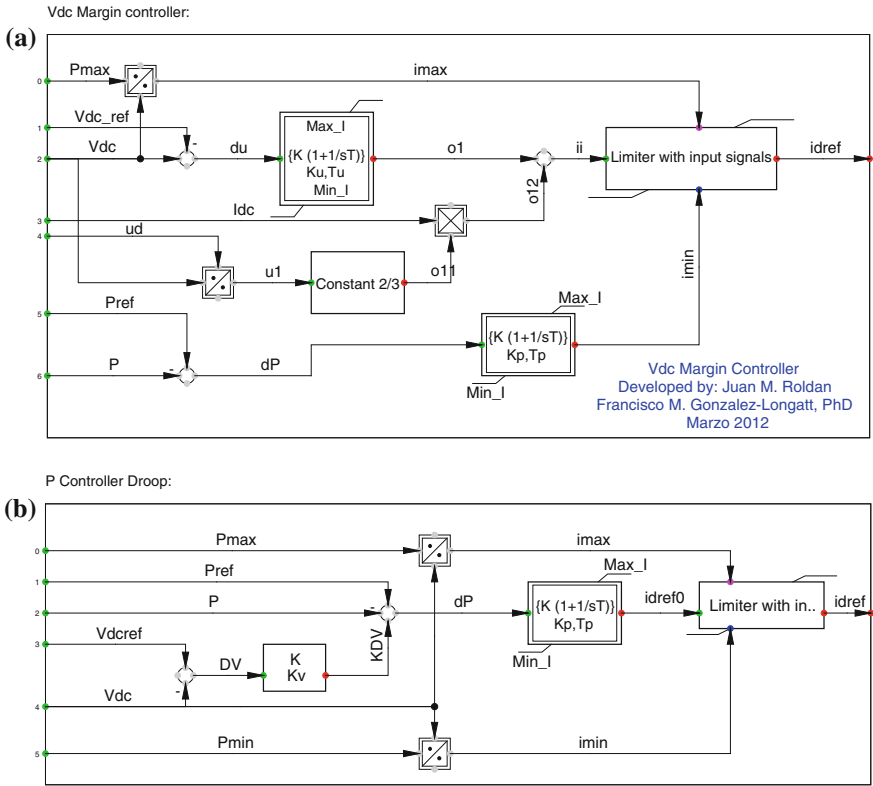 Vdc Margin controller:
(a)
0
Pmax
imax
1
Vdc_ref
-
2
Vdc
du
Max_I
{K (1+1/sT)}
Ku,Tu
Min_I
o1
ii
Limiter with input signals
idref
o12
3
Idc
4
ud
u1
Constant 2/3
o11
imin
5
Pref
Max_I
{K (1+1/sT)}
Kp,Tp
Min_I
6
P
-
dP
Vdc Margin Controller
Developed by: Juan M. Roldan
Francisco M. Gonzalez-Longatt, PhD
Marzo 2012
P Controller Droop:
(b)
0
Pmax
imax
1
Pref
2
P
-
dP
Max_I
{K (1+1/sT)}
Kp,Tp
Min_I
idref0
Limiter with in..
idref
3
Vdcref
DV
K
Kv
KDV
4
Vdc
-
5
Pmin
imin